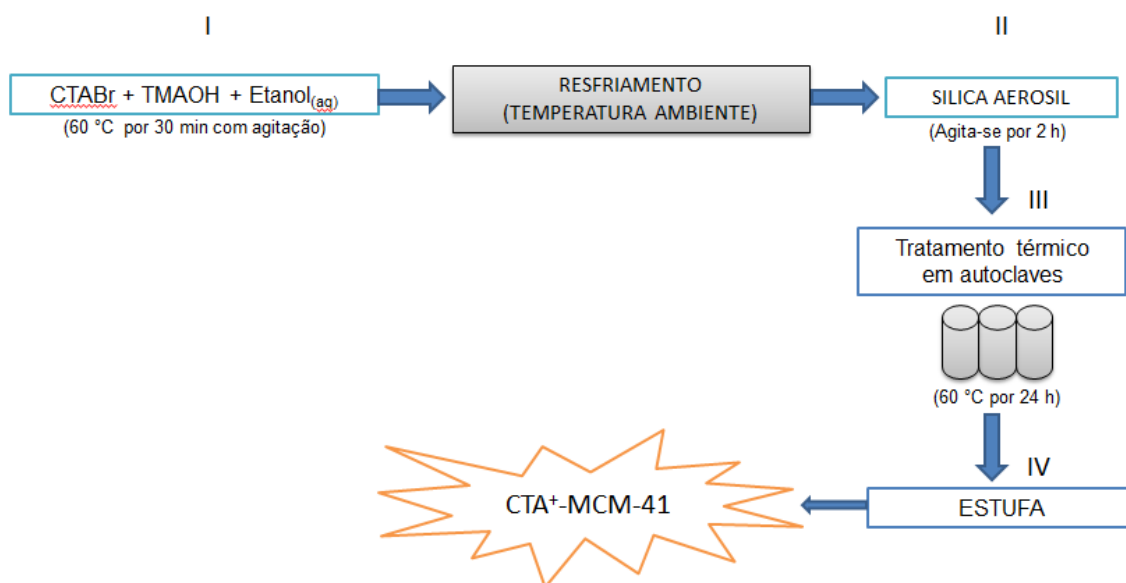 I
II
CTABr + TMAOH + Etanol(aq)
(60 °C por 30 min com agitação)
RESFRIAMENTO
(TEMPERATURA AMBIENTE)
SILICA AEROSIL
(Agita-se por 2 h)
III
Tratamento térmico
em autoclaves
(60 °C por 24 h)
IV
ESTUFA
CTA⁺-MCM-41